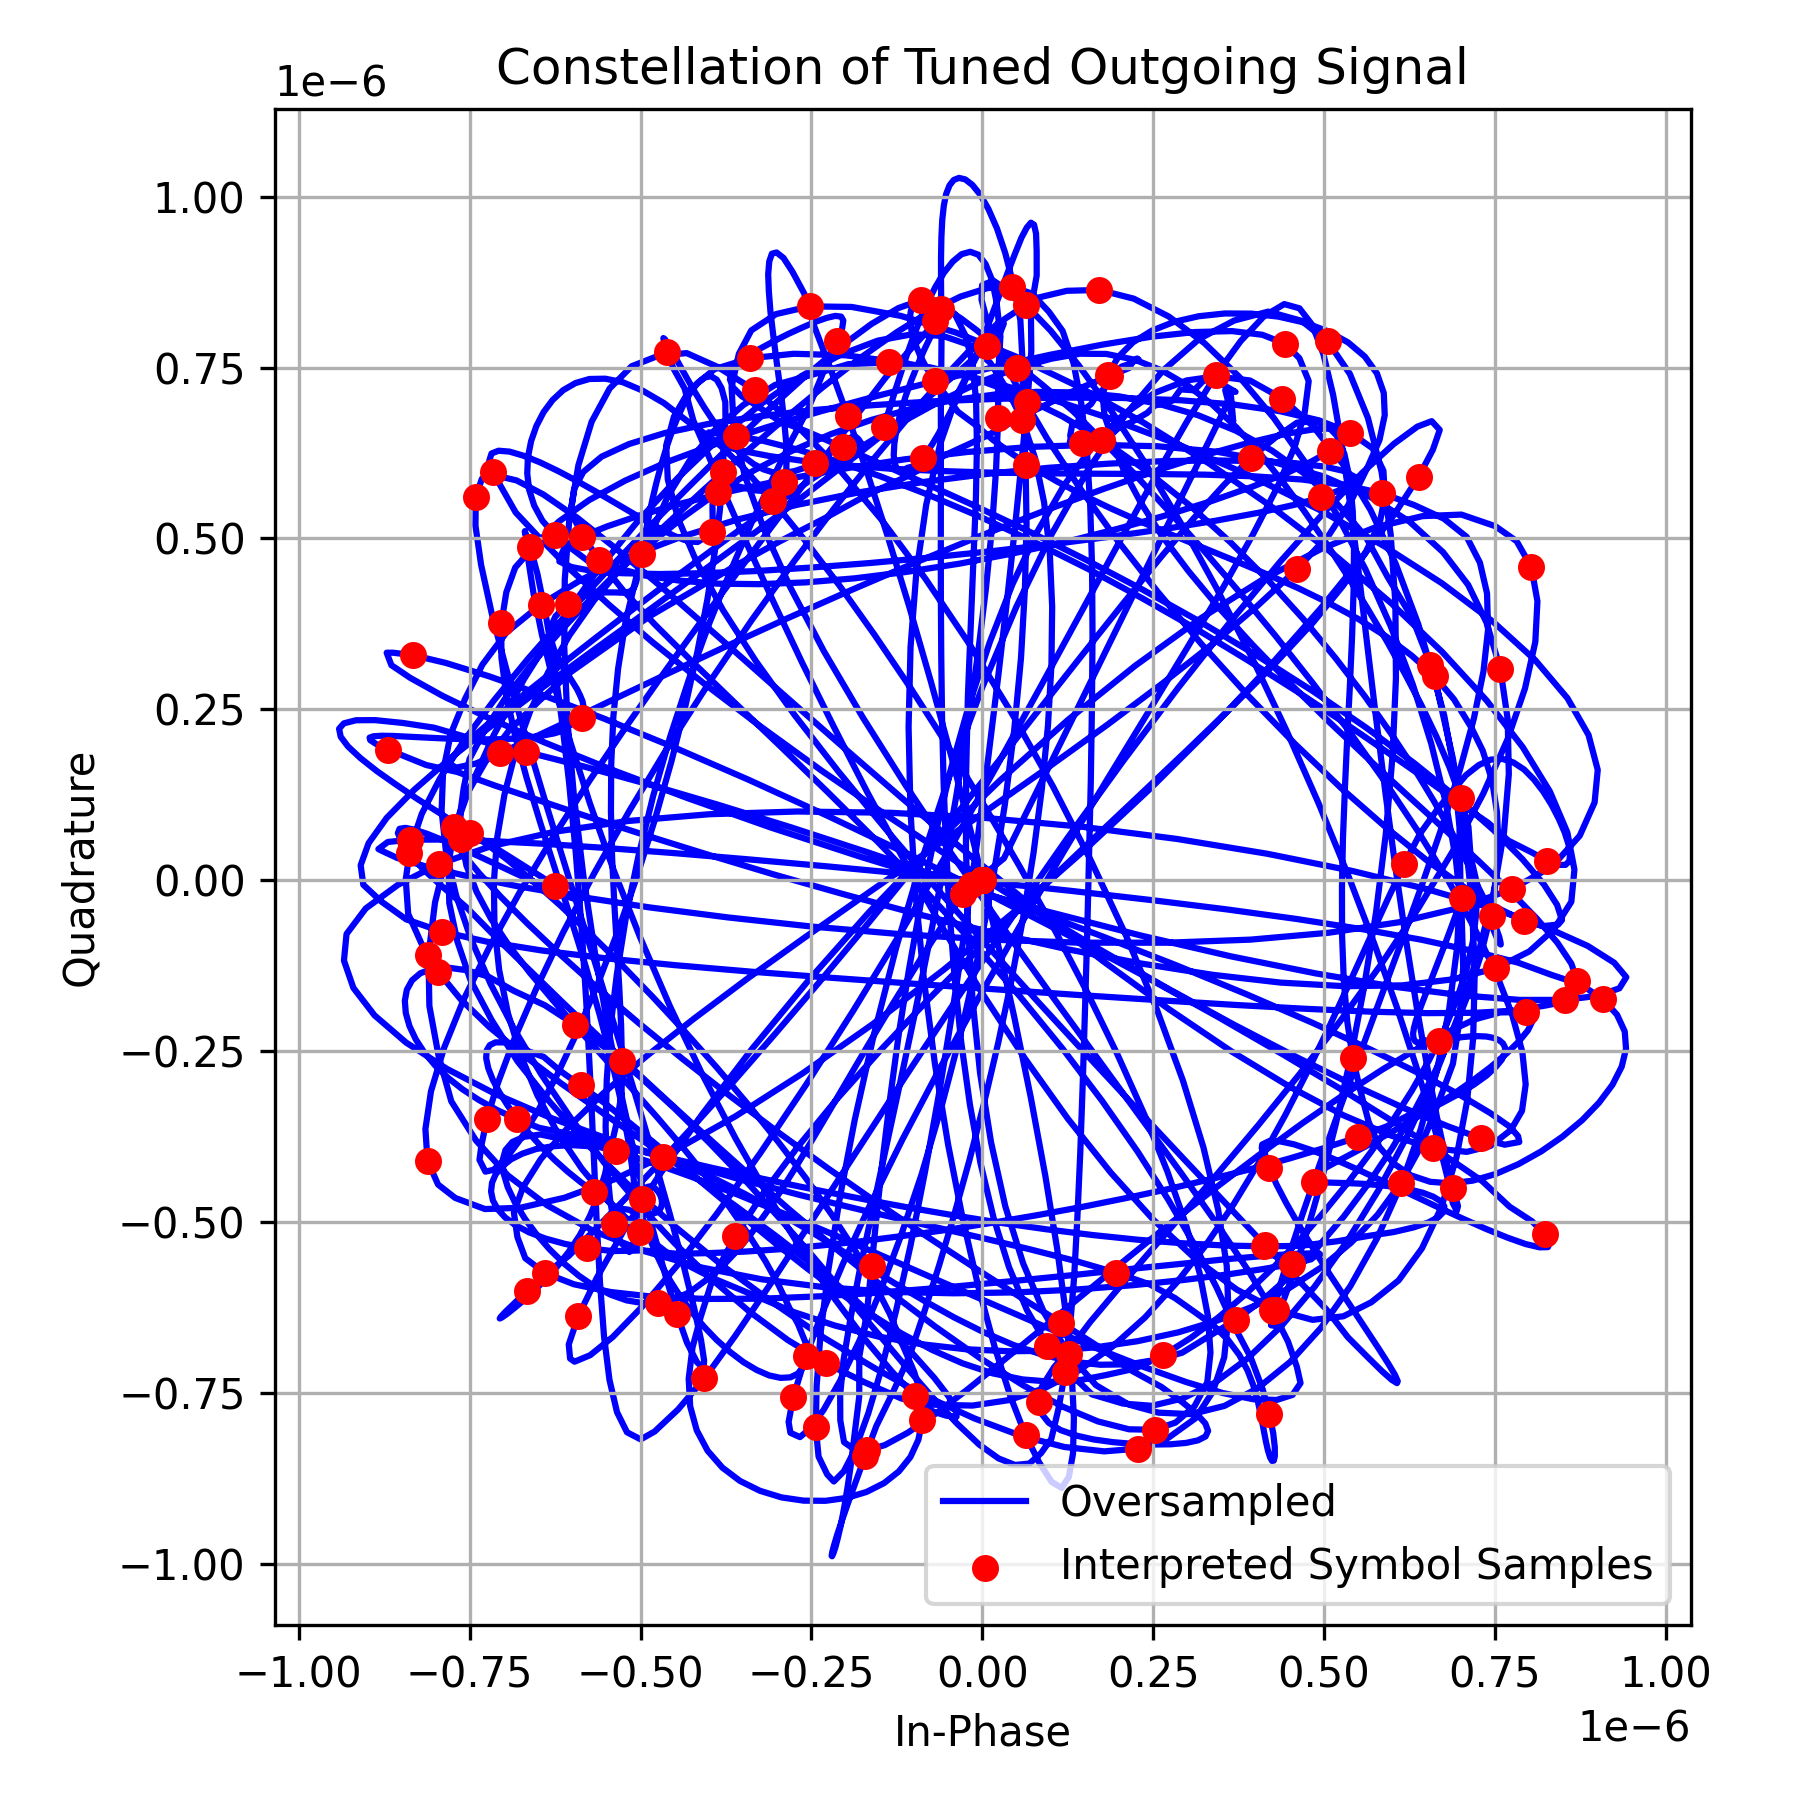 Constellation of Tuned Outgoing Signal
1e−6
1.00
0.75
0.50
0.25
0.00
−0.25
−0.50
−0.75
−1.00
Quadrature
Oversampled
Interpreted Symbol Samples
−1.00 −0.75 −0.50 −0.25 0.00 0.25 0.50 0.75 1.00
In-Phase
1e−6